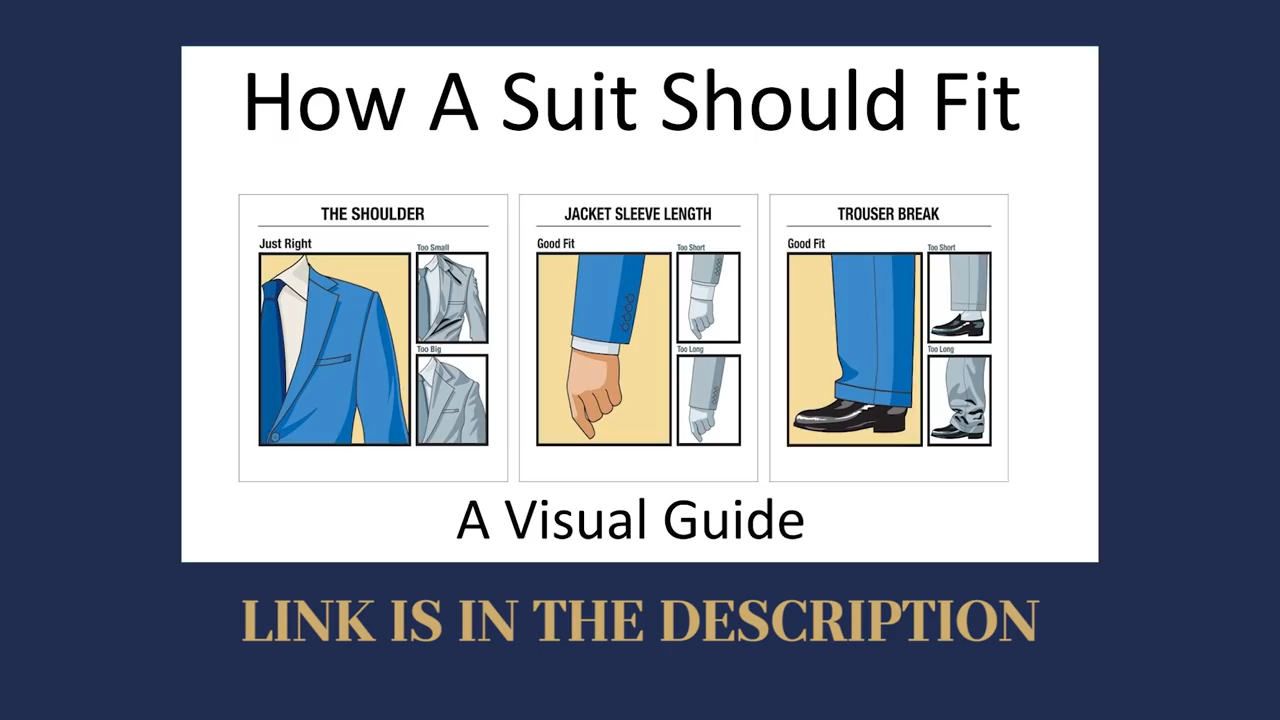 How A Suit Should Fit
THE SHOULDER
Just Right
Too Small
Too Big
JACKET SLEEVE LENGTH
Good Fit
Too Short
Too Long
TROUSER BREAK
Good Fit
Too Short
Too Long
A Visual Guide
LINK IS IN THE DESCRIPTION